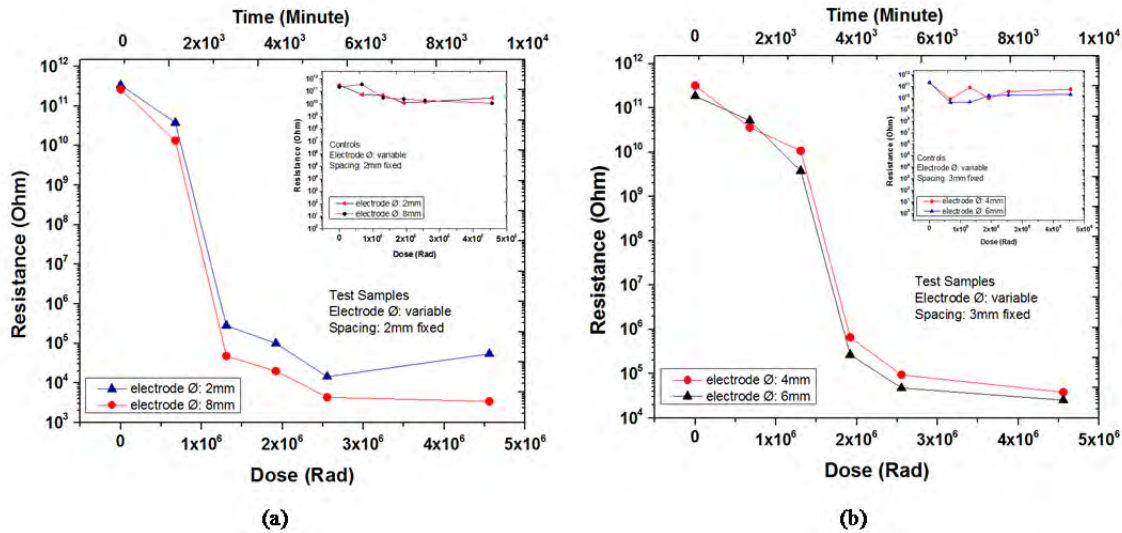 Time (Minute)
0 2x10³ 4x10³ 6x10³ 8x10³ 1x10⁴
10¹²
10¹¹
10¹⁰
10⁹
10⁸
10⁷
10⁶
10⁵
10⁴
10³
Resistance (Ohm)
Resistance (Ohm)
Controls
Electrode Ø: variable
Spacing: 2mm fixed
electrode Ø: 2mm
electrode Ø: 8mm
Dose (Rad)
Test Samples
Electrode Ø: variable
Spacing: 2mm fixed
electrode Ø: 2mm
electrode Ø: 8mm
0 1x10⁶ 2x10⁶ 3x10⁶ 4x10⁶ 5x10⁶
Dose (Rad)
(a)
Time (Minute)
0 2x10³ 4x10³ 6x10³ 8x10³ 1x10⁴
10¹²
10¹¹
10¹⁰
10⁹
10⁸
10⁷
10⁶
10⁵
10⁴
Resistance (Ohm)
Resistance (Ohm)
Controls
Electrode Ø: variable
Spacing: 3mm fixed
electrode Ø: 4mm
electrode Ø: 6mm
Dose (Rad)
Test Samples
Electrode Ø: variable
Spacing: 3mm fixed
electrode Ø: 4mm
electrode Ø: 6mm
0 1x10⁶ 2x10⁶ 3x10⁶ 4x10⁶ 5x10⁶
Dose (Rad)
(b)